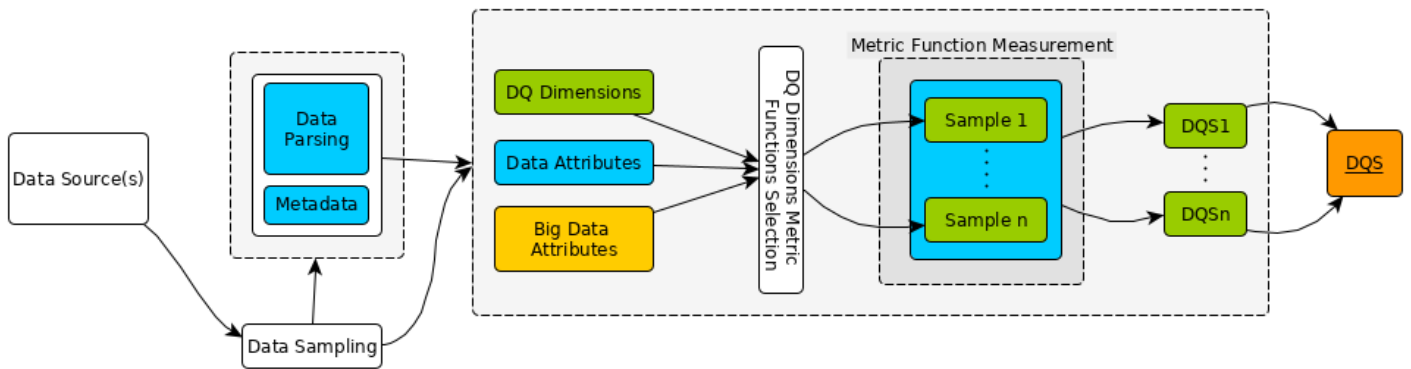 Data Source(s)
Data
Parsing
Metadata
Data Sampling
DQ Dimensions
Data Attributes
Big Data
Attributes
DQ Dimensions Metric
Functions Selection
Metric Function Measurement
Sample 1
Sample n
DQS1
DQSn
DQS